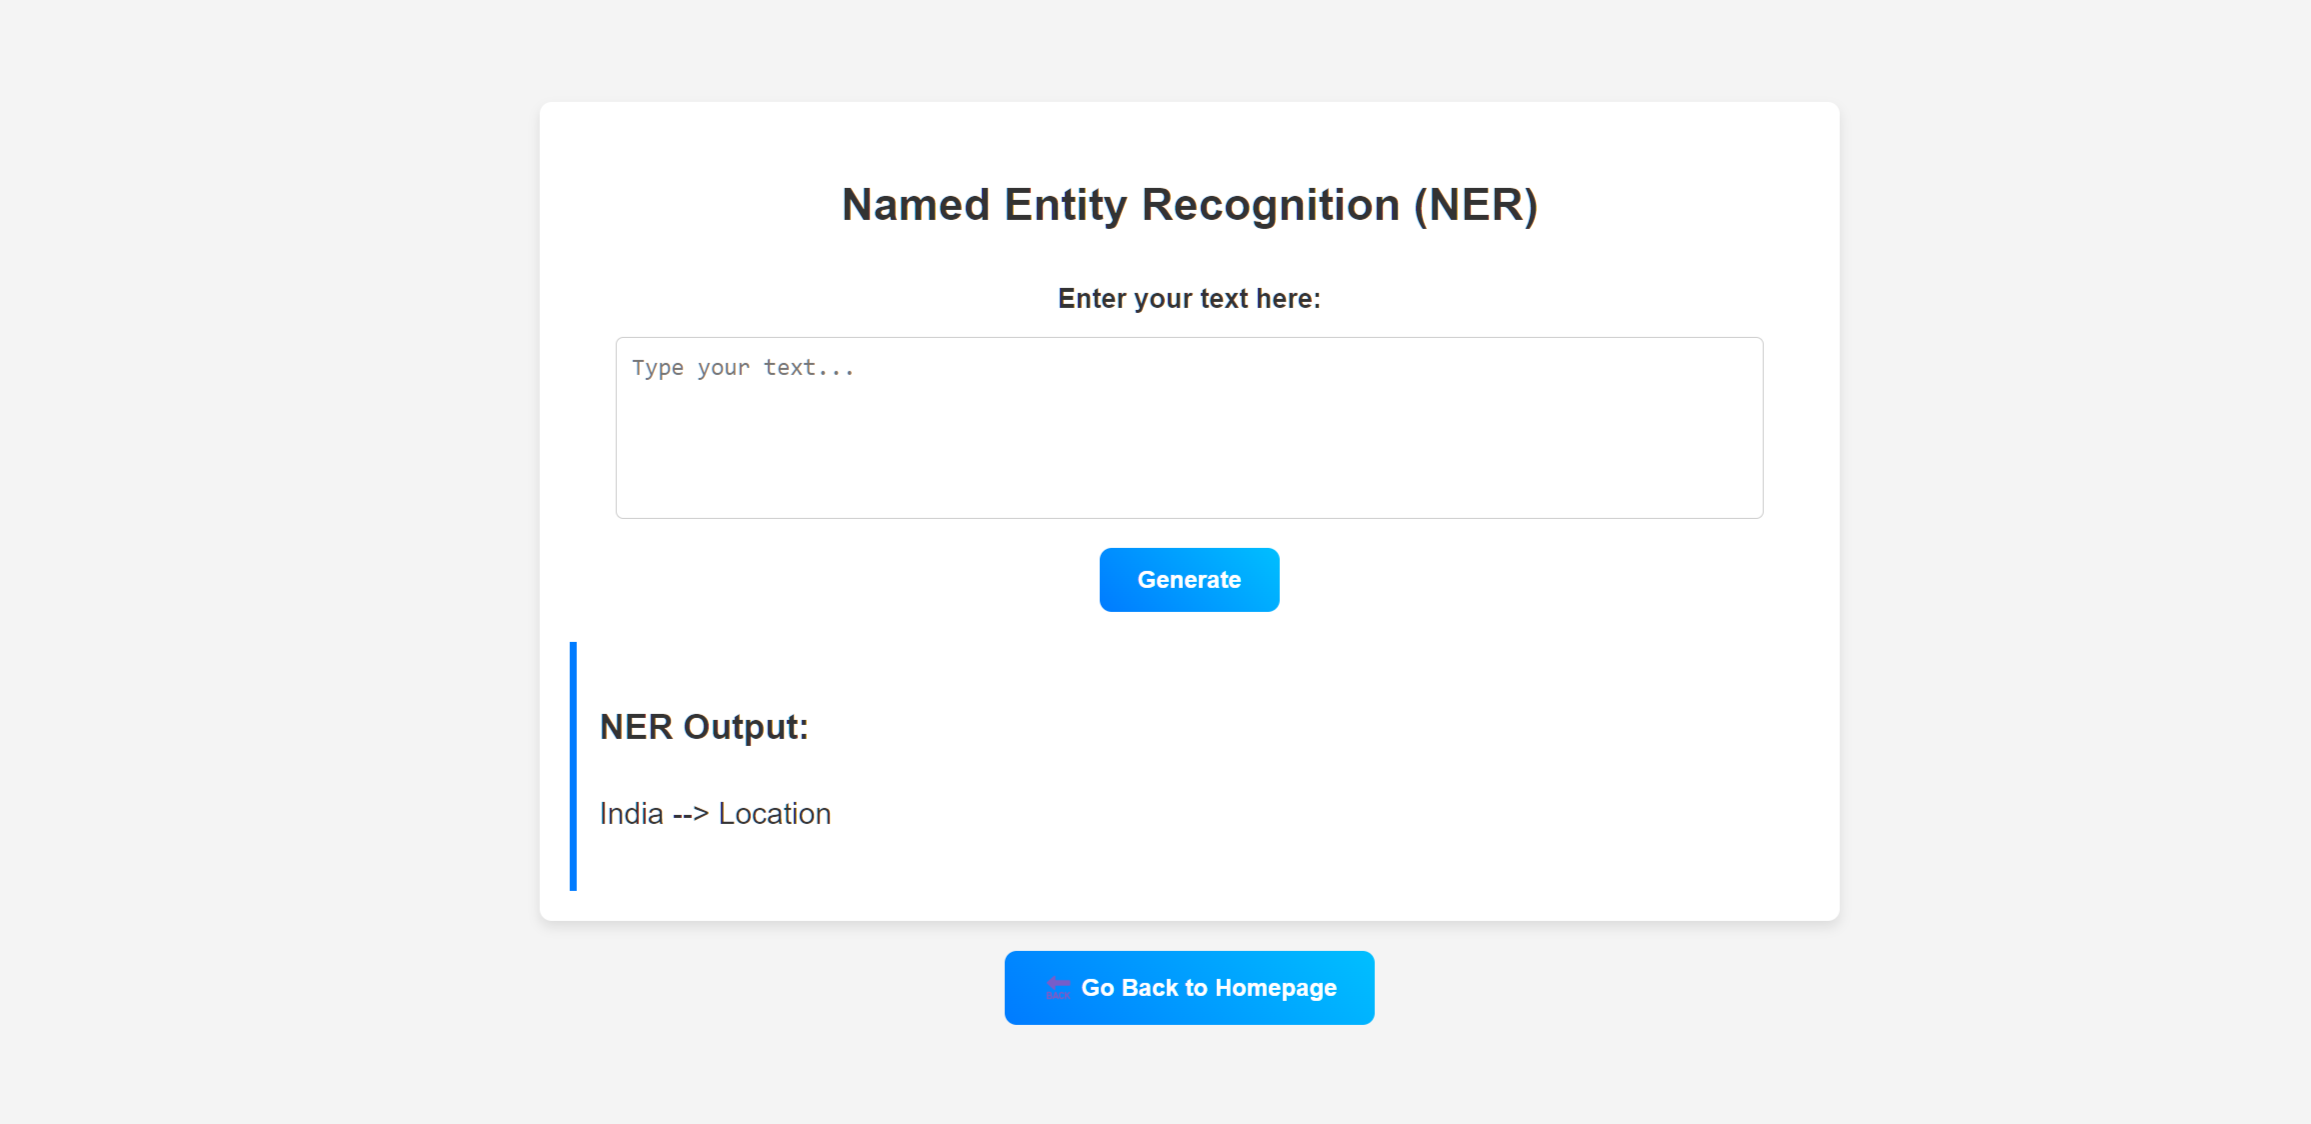 Named Entity Recognition (NER)
Enter your text here:
Type your text...
Generate
NER Output:
India --> Location
Go Back to Homepage